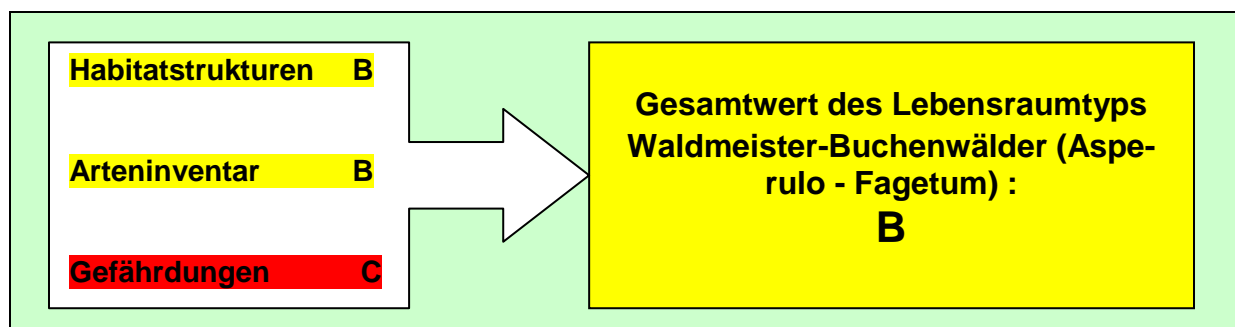 Habitatstrukturen B
Arteninventar B
Gefährdungen C
Gesamtwert des Lebensraumtyps
Waldmeister-Buchenwälder (Aspe-
rulo - Fagetum) :
B